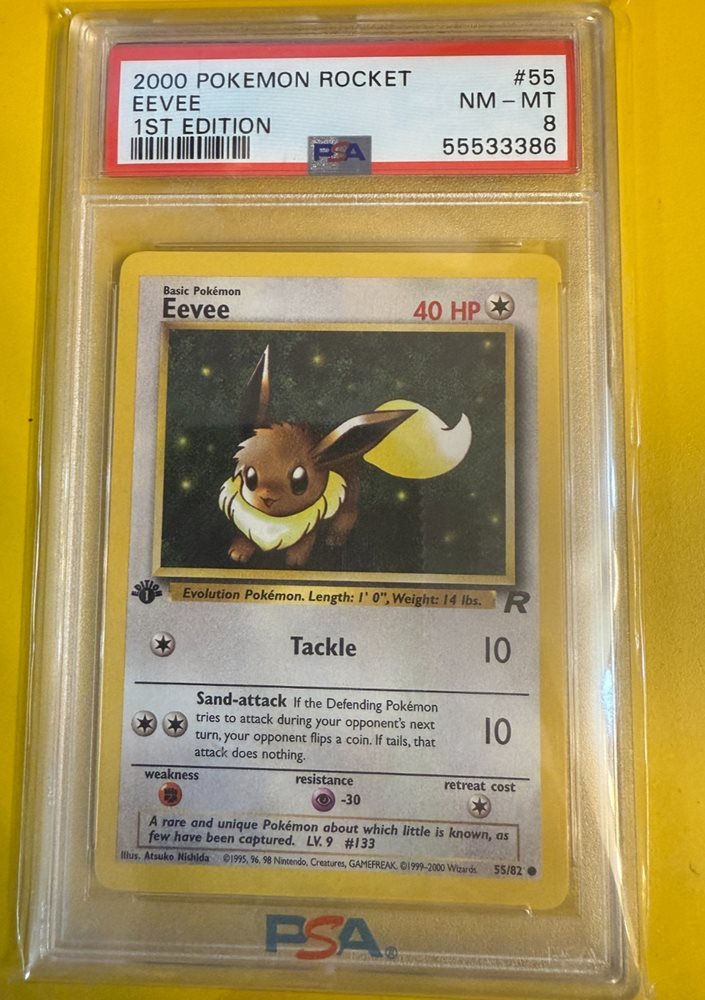 2000 POKEMON ROCKET #55
EEVEE NM - MT
1ST EDITION 8
PSA 55533386
Basic Pokémon
Eevee 40 HP
EDITION
1
Evolution Pokémon. Length: 1' 0", Weight: 14 lbs. R
Tackle 10
Sand-attack If the Defending Pokémon
tries to attack during your opponent's next
turn, your opponent flips a coin. If tails, that
attack does nothing.
10
weakness resistance retreat cost
-30
A rare and unique Pokémon about which little is known, as
few have been captured. LV. 9 #133
Illus. Atsuko Nishida ©1995, 96, 98 Nintendo, Creatures, GAMEFREAK. ©1999-2000 Wizards. 55/82
PSA®